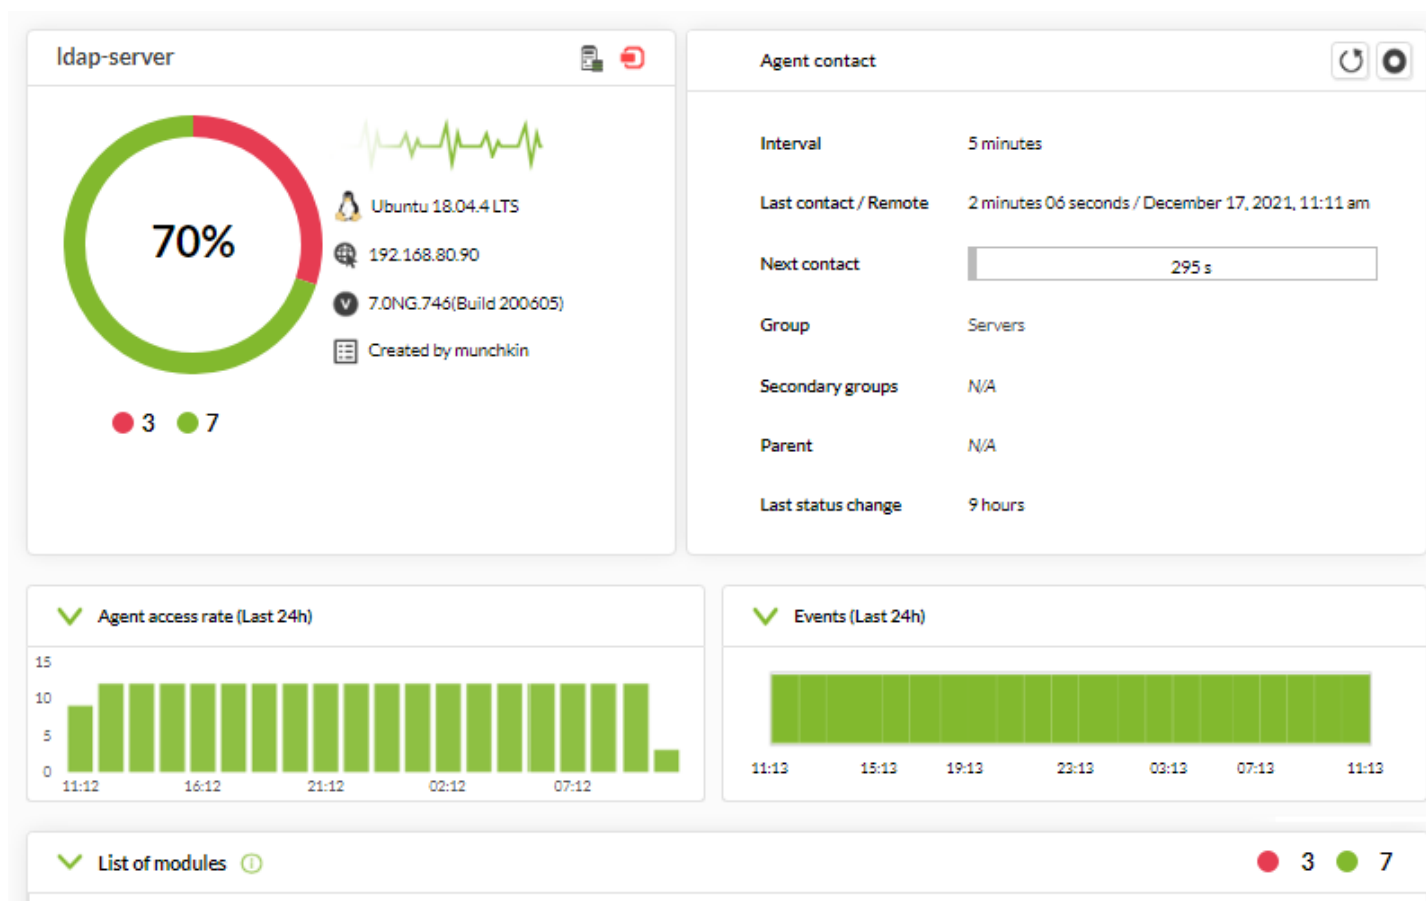 ldap-server
70%
Ubuntu 18.04.4 LTS
192.168.80.90
V
7.0NG.746(Build 200605)
Created by munchkin
3 7
Agent contact
Interval 5 minutes
Last contact / Remote 2 minutes 06 seconds / December 17, 2021, 11:11 am
Next contact 295 s
Group Servers
Secondary groups N/A
Parent N/A
Last status change 9 hours
Agent access rate (Last 24h)
15
10
5
0
11:12 16:12 21:12 02:12 07:12
Events (Last 24h)
11:13 15:13 19:13 23:13 03:13 07:13 11:13
List of modules
3 7